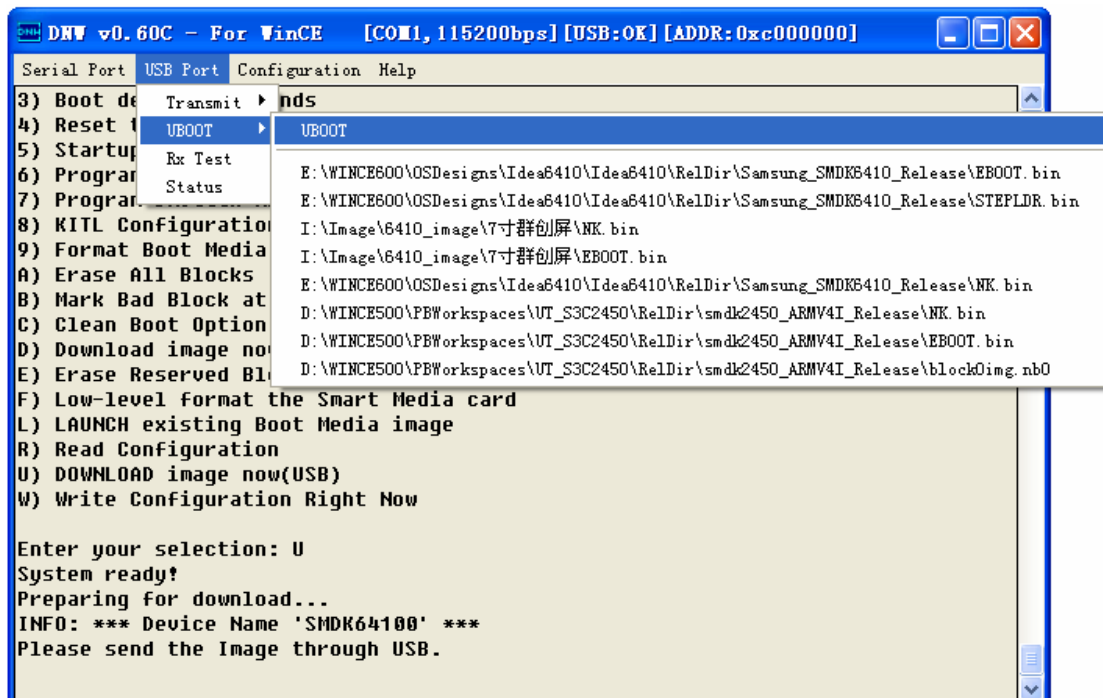 DNW v0.60C - For WinCE [COM1,115200bps][USB:OK][ADDR:0xc000000]
Serial Port USB Port Configuration Help
Transmit
UBOOT
Rx Test
Status
UBOOT
E:\WINCE600\OSDesigns\Idea6410\Idea6410\RelDir\Samsung_SMDK6410_Release\EBOOT.bin
E:\WINCE600\OSDesigns\Idea6410\Idea6410\RelDir\Samsung_SMDK6410_Release\STEPLDR.bin
I:\Image\6410_image\7寸群创屏\NK.bin
I:\Image\6410_image\7寸群创屏\EBOOT.bin
E:\WINCE600\OSDesigns\Idea6410\Idea6410\RelDir\Samsung_SMDK6410_Release\NK.bin
D:\WINCE500\PBWorkspaces\UT_S3C2450\RelDir\smdk2450_ARMV4I_Release\NK.bin
D:\WINCE500\PBWorkspaces\UT_S3C2450\RelDir\smdk2450_ARMV4I_Release\EBOOT.bin
D:\WINCE500\PBWorkspaces\UT_S3C2450\RelDir\smdk2450_ARMV4I_Release\block0img.nb0
3) Boot
4) Reset
5) Startup
6) Program
7) Program
8) KITL Configuration
9) Format Boot Media
A) Erase All Blocks
B) Mark Bad Block at
C) Clean Boot Option
D) Download image now
E) Erase Reserved
F) Low-level format the Smart Media card
L) LAUNCH existing Boot Media image
R) Read Configuration
U) DOWNLOAD image now(USB)
W) Write Configuration Right Now
Enter your selection: U
System ready!
Preparing for download...
INFO: *** Device Name 'SMDK64100' ***
Please send the Image through USB.